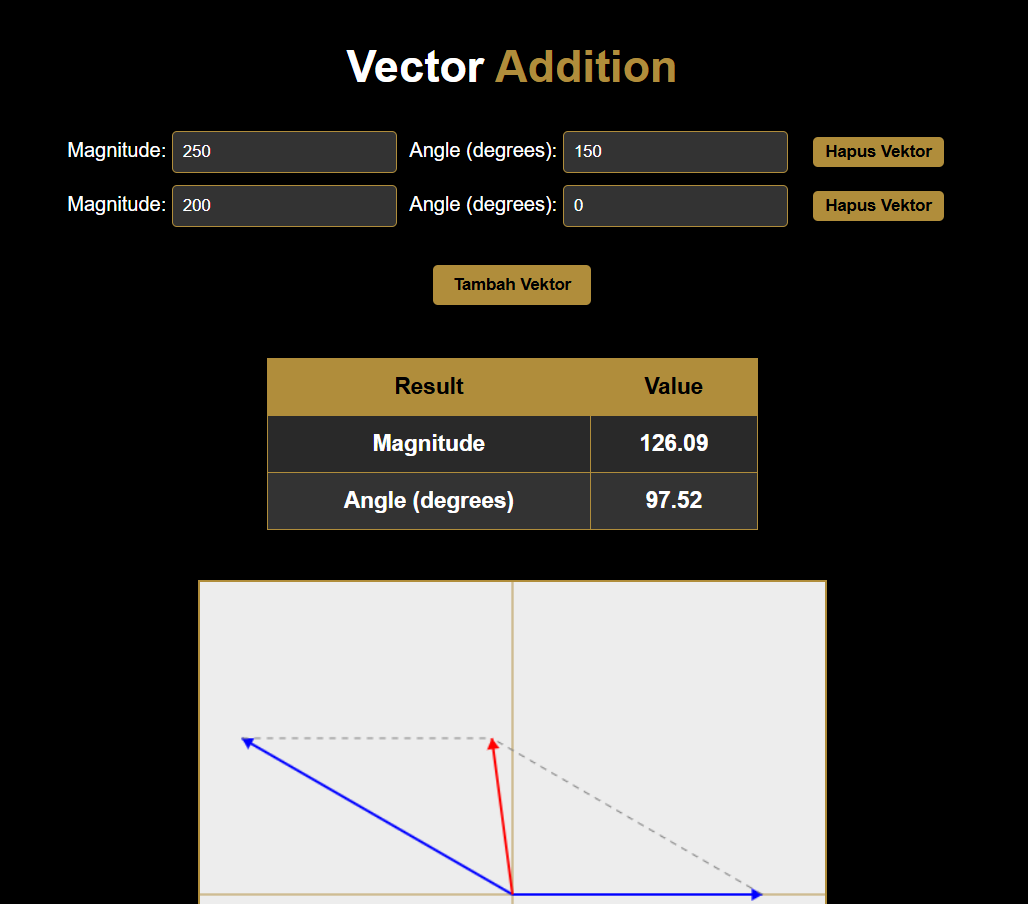 Vector Addition
Magnitude: 250 Angle (degrees): 150 Hapus Vektor
Magnitude: 200 Angle (degrees): 0 Hapus Vektor
Tambah Vektor
Result Value
Magnitude 126.09
Angle (degrees) 97.52